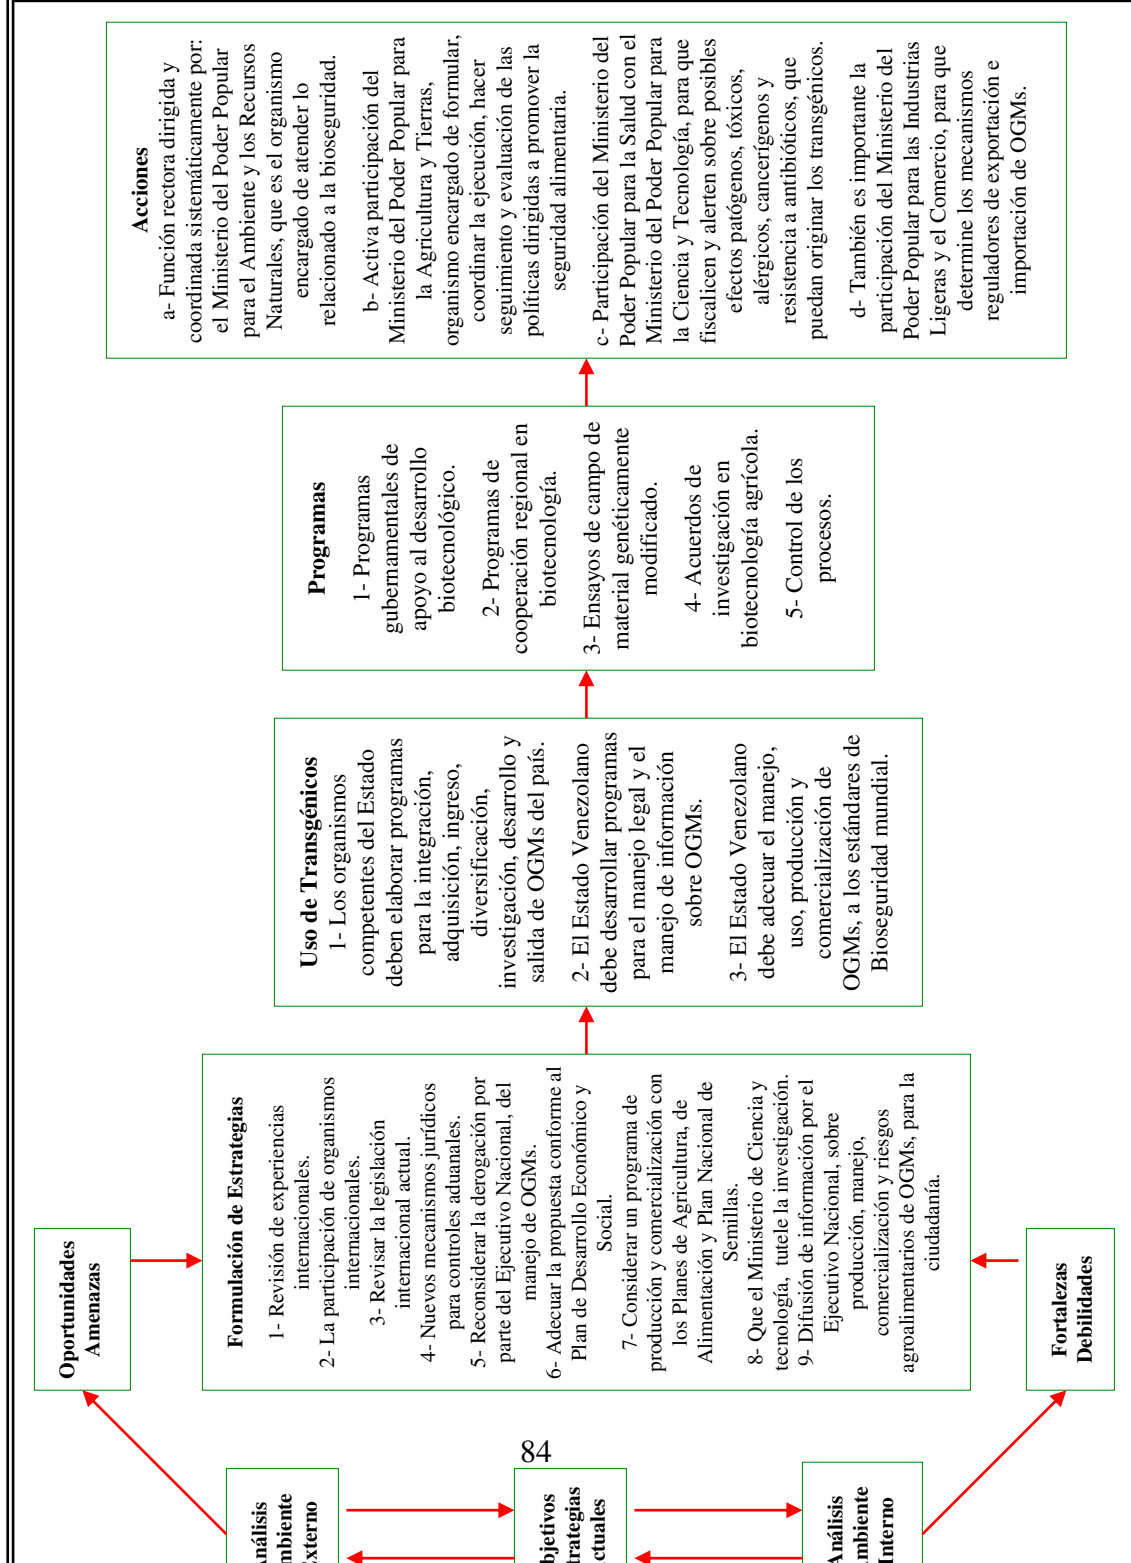 Análisis
mbiente
Externo
bjetivos
trategias
ctuales
Análisis
mbiente
Interno
Oportunidades
Amenazas
Fortalezas
Debilidades
Formulación de Estrategias
1- Revisión de experiencias
internacionales.
2- La participación de organismos
internacionales.
3- Revisar la legislación
internacional actual.
4- Nuevos mecanismos jurídicos
para controles aduanales.
5- Reconsiderar la derogación por
parte del Ejecutivo Nacional, del
manejo de OGMs.
6- Adecuar la propuesta conforme al
Plan de Desarrollo Económico y
Social.
7- Considerar un programa de
producción y comercialización con
los Planes de Agricultura, de
Alimentación y Plan Nacional de
Semillas.
8- Que el Ministerio de Ciencia y
tecnología, tutele la investigación.
9- Difusión de información por el
Ejecutivo Nacional, sobre
producción, manejo,
comercialización y riesgos
agroalimentarios de OGMs, para la
ciudadanía.
Uso de Transgénicos
1- Los organismos
competentes del Estado
deben elaborar programas
para la integración,
adquisición, ingreso,
diversificación,
investigación, desarrollo y
salida de OGMs del país.
2- El Estado Venezolano
debe desarrollar programas
para el manejo legal y el
manejo de información
sobre OGMs.
3- El Estado Venezolano
debe adecuar el manejo,
uso, producción y
comercialización de
OGMs, a los estándares de
Bioseguridad mundial.
Programas
1- Programas
gubernamentales de
apoyo al desarrollo
biotecnológico.
2- Programas de
cooperación regional en
biotecnología.
3- Ensayos de campo de
material genéticamente
modificado.
4- Acuerdos de
investigación en
biotecnología agrícola.
5- Control de los
procesos.
Acciones
a- Función rectora dirigida y
coordinada sistemáticamente por:
el Ministerio del Poder Popular
para el Ambiente y los Recursos
Naturales, que es el organismo
encargado de atender lo
relacionado a la bioseguridad.
b- Activa participación del
Ministerio del Poder Popular para
la Agricultura y Tierras,
organismo encargado de formular,
coordinar la ejecución, hacer
seguimiento y evaluación de las
políticas dirigidas a promover la
seguridad alimentaria.
c- Participación del Ministerio del
Poder Popular para la Salud con el
Ministerio del Poder Popular para
la Ciencia y Tecnología, para que
fiscalicen y alerten sobre posibles
efectos patógenos, tóxicos,
alérgicos, cancerígenos y
resistencia a antibióticos, que
puedan originar los transgénicos.
d- También es importante la
participación del Ministerio del
Poder Popular para las Industrias
Ligeras y el Comercio, para que
determine los mecanismos
reguladores de exportación e
importación de OGMs.
84